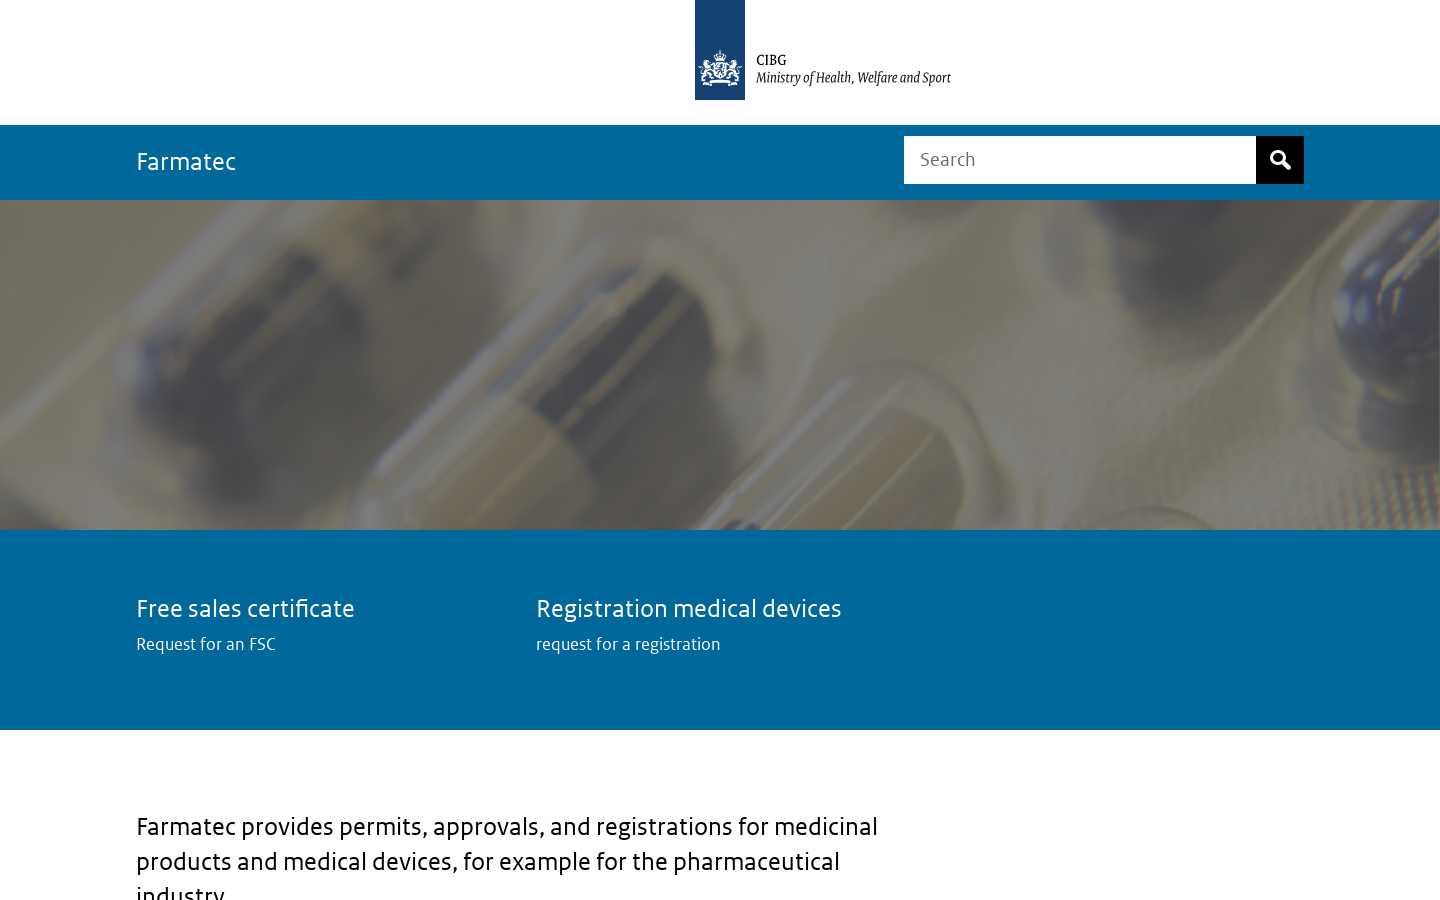 CIBG
Ministry of Health, Welfare and Sport
Farmatec
Search
Free sales certificate
Request for an FSC
Registration medical devices
request for a registration
Farmatec provides permits, approvals, and registrations for medicinal
products and medical devices, for example for the pharmaceutical
industry.